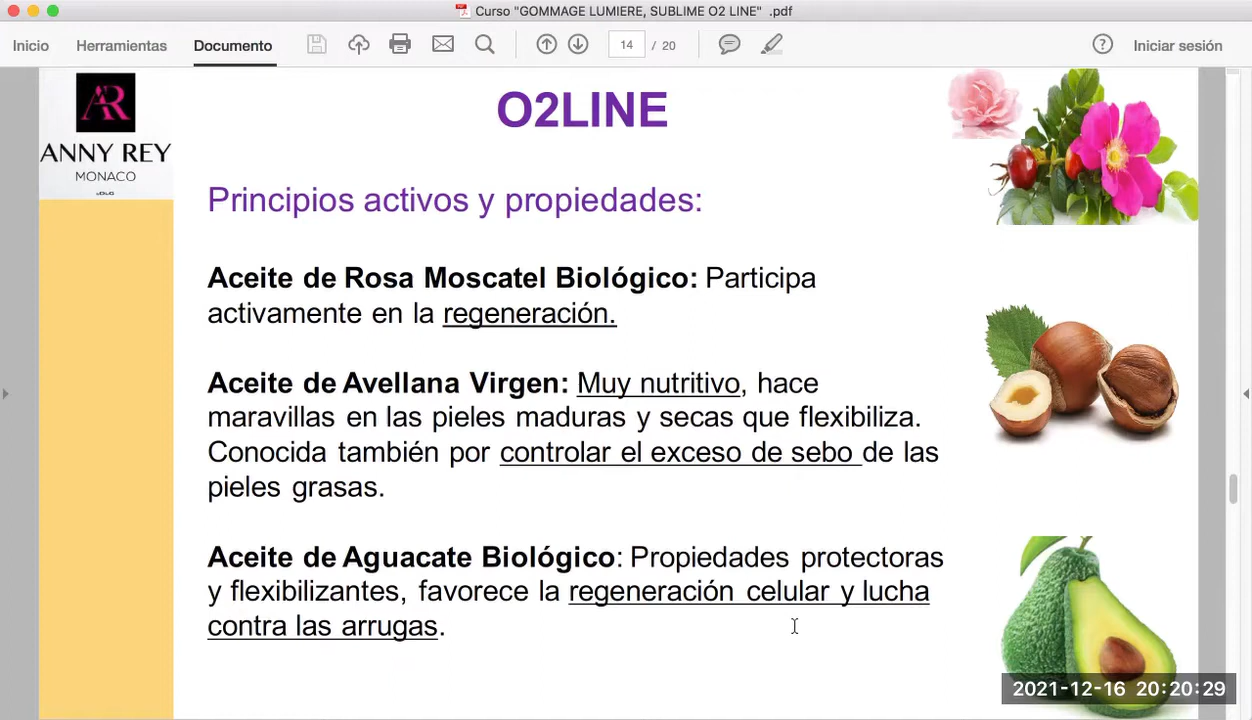 Curso "GOMMAGE LUMIERE, SUBLIME O2 LINE" .pdf
Inicio Herramientas Documento 14 / 20 Iniciar sesión
AR
ANNY REY
MONACO
O2LINE
Principios activos y propiedades:
Aceite de Rosa Moscatel Biológico: Participa
activamente en la regeneración.
Aceite de Avellana Virgen: Muy nutritivo, hace
maravillas en las pieles maduras y secas que flexibiliza.
Conocida también por controlar el exceso de sebo de las
pieles grasas.
Aceite de Aguacate Biológico: Propiedades protectoras
y flexibilizantes, favorece la regeneración celular y lucha
contra las arrugas.
2021-12-16 20:20:29